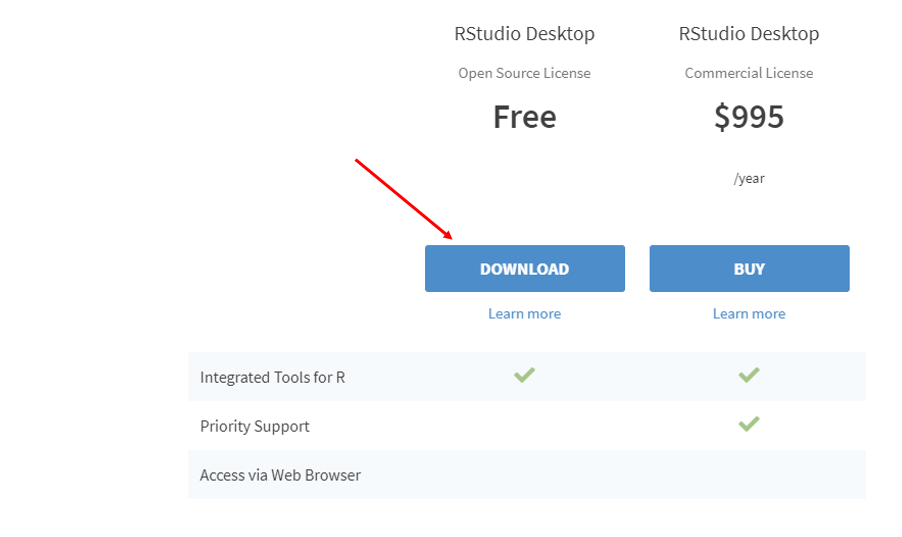 RStudio Desktop
RStudio Desktop
Open Source License
Commercial License
Free
$995
/year
DOWNLOAD
BUY
Learn more
Learn more
Integrated Tools for R
Priority Support
Access via Web Browser